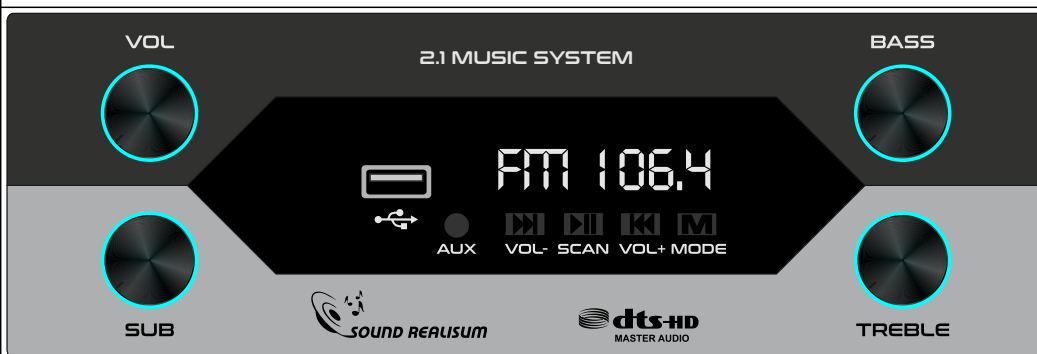 VOL
2.1 MUSIC SYSTEM
BASS
FM 106.4
M
AUX VOL- SCAN VOL+ MODE
SOUND REALISUM
dts-HD
MASTER AUDIO
SUB
TREBLE